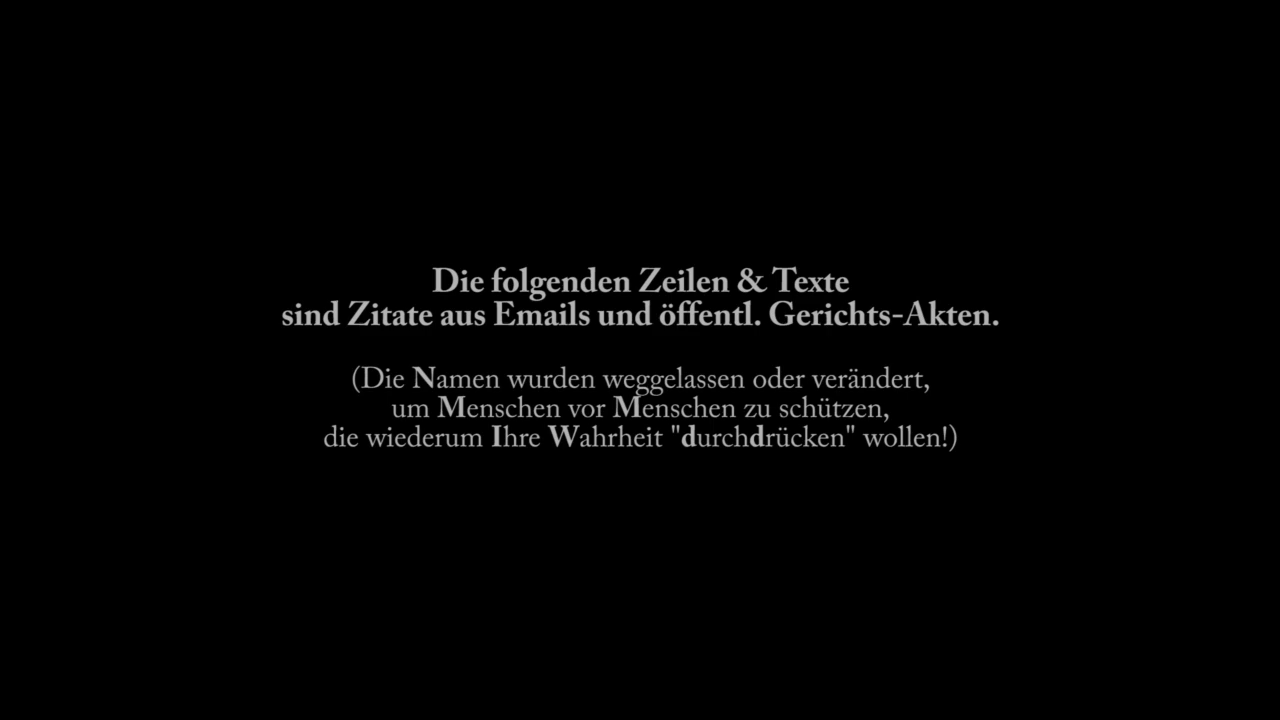 Die folgenden Zeilen & Texte
sind Zitate aus Emails und öffentl. Gerichts-Akten.
(Die Namen wurden weggelassen oder verändert,
um Menschen vor Menschen zu schützen,
die wiederum Ihre Wahrheit "durchdrücken" wollen!)